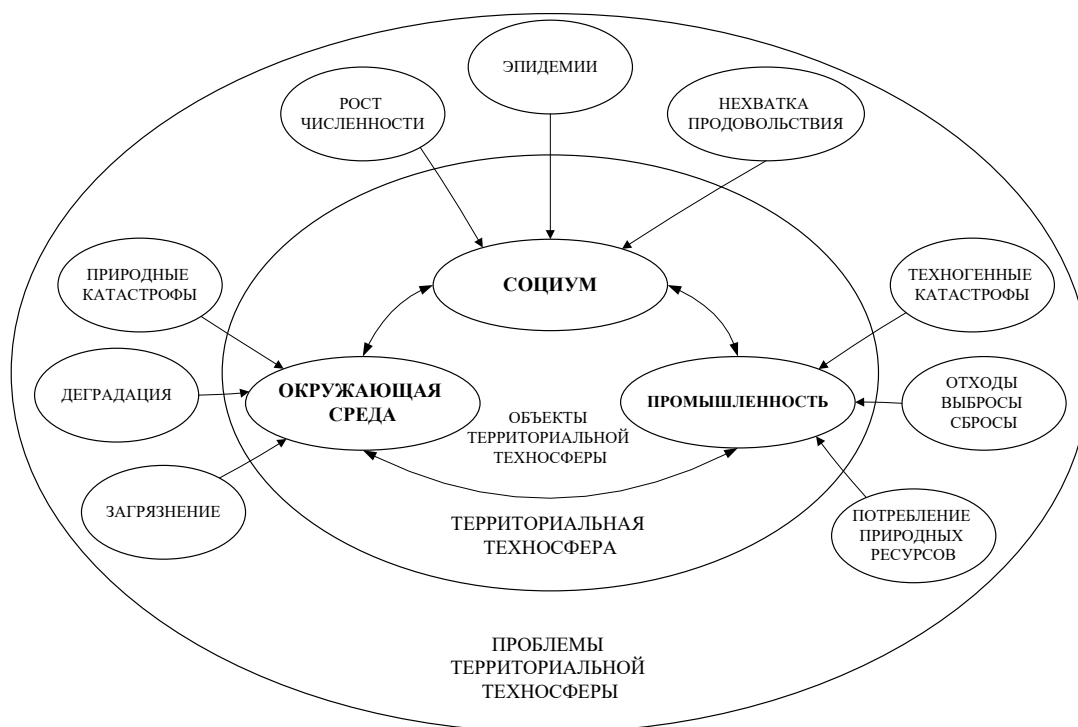 ЭПИДЕМИИ
РОСТ
ЧИСЛЕННОСТИ
НЕХВАТКА
ПРОДОВОЛЬСТВИЯ
ПРИРОДНЫЕ
КАТАСТРОФЫ
СОЦИУМ
ТЕХНОГЕННЫЕ
КАТАСТРОФЫ
ДЕГРАДАЦИЯ
ОКРУЖАЮЩАЯ
СРЕДА
ПРОМЫШЛЕННОСТЬ
ОТХОДЫ
ВЫБРОСЫ
СБРОСЫ
ОБЪЕКТЫ
ТЕРРИТОРИАЛЬНОЙ
ТЕХНОСФЕРЫ
ЗАГРЯЗНЕНИЕ
ТЕРРИТОРИАЛЬНАЯ
ТЕХНОСФЕРА
ПОТРЕБЛЕНИЕ
ПРИРОДНЫХ
РЕСУРСОВ
ПРОБЛЕМЫ
ТЕРРИТОРИАЛЬНОЙ
ТЕХНОСФЕРЫ